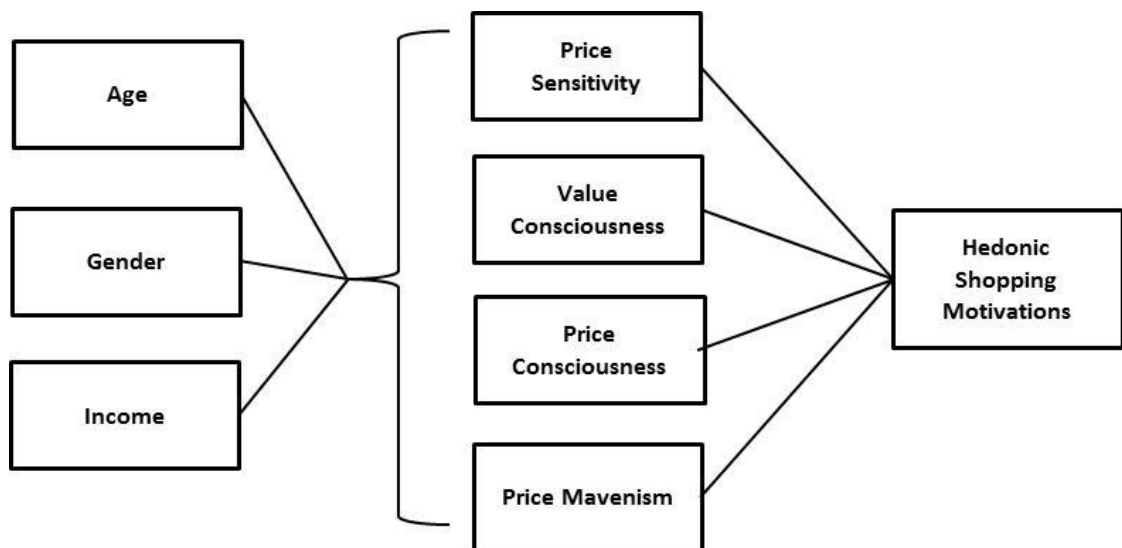 Age
Gender
Income
Price
Sensitivity
Value
Consciousness
Price
Consciousness
Price Mavenism
Hedonic
Shopping
Motivations